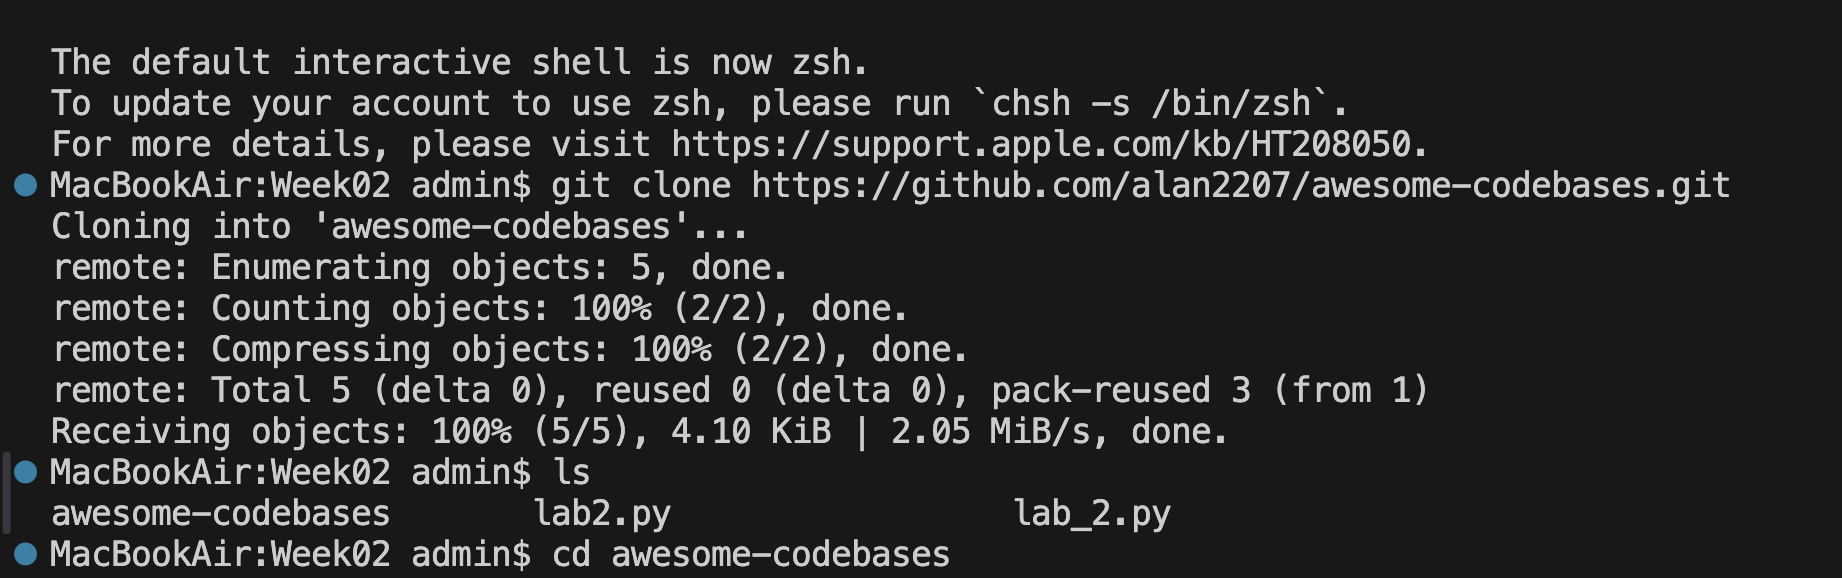 The default interactive shell is now zsh.
To update your account to use zsh, please run `chsh -s /bin/zsh`.
For more details, please visit https://support.apple.com/kb/HT208050.
MacBookAir:Week02 admin$ git clone https://github.com/alan2207/awesome-codebases.git
Cloning into 'awesome-codebases'...
remote: Enumerating objects: 5, done.
remote: Counting objects: 100% (2/2), done.
remote: Compressing objects: 100% (2/2), done.
remote: Total 5 (delta 0), reused 0 (delta 0), pack-reused 3 (from 1)
Receiving objects: 100% (5/5), 4.10 KiB | 2.05 MiB/s, done.
MacBookAir:Week02 admin$ ls
awesome-codebases       lab2.py                 lab_2.py
MacBookAir:Week02 admin$ cd awesome-codebases